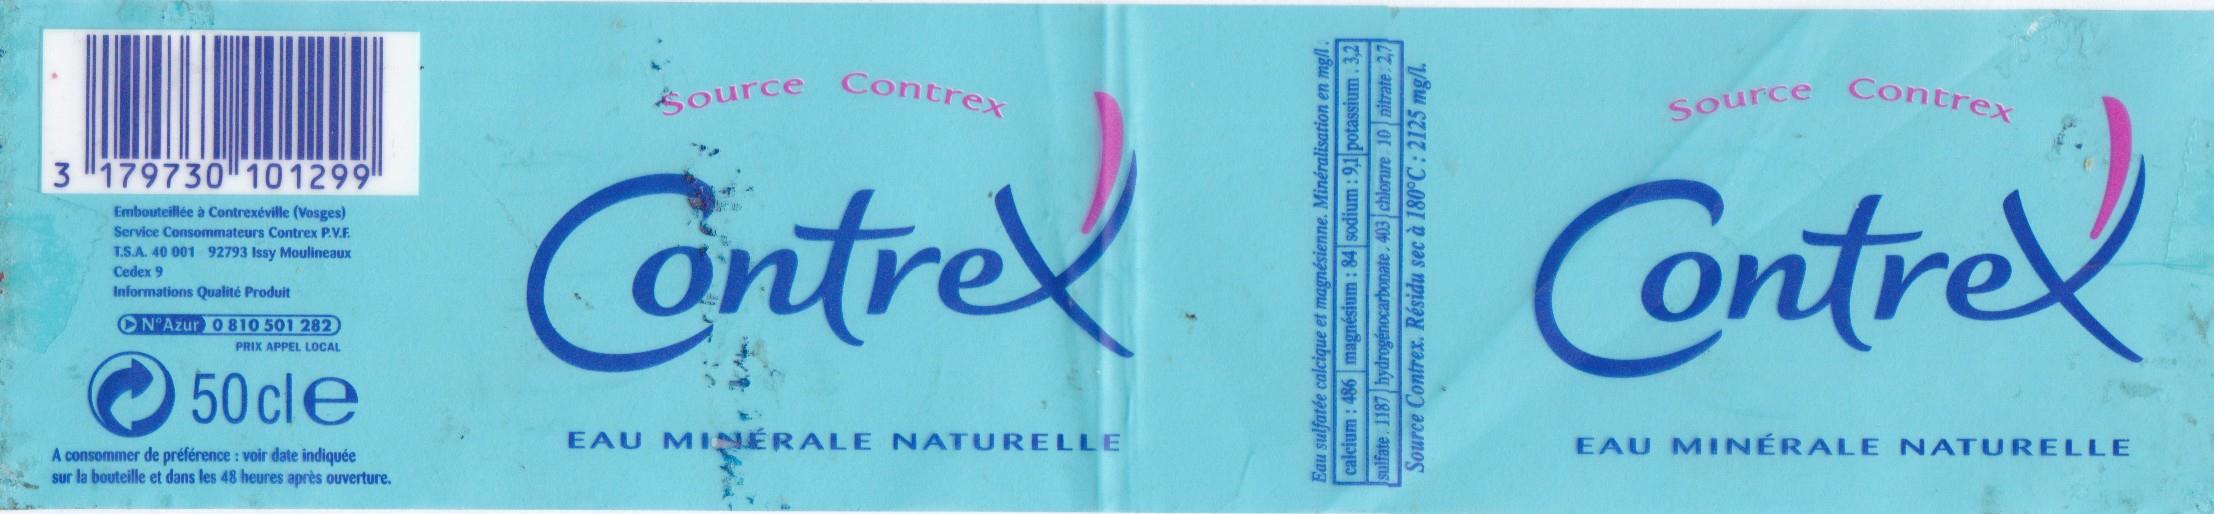 3 179730 101299
Embouteillée à Contrexéville (Vosges)
Service Consommateurs Contrex P.V.F.
T.S.A. 40 001 92793 Issy Moulineaux
Cedex 9
Informations Qualité Produit
N°Azur 0 810 501 282
PRIX APPEL LOCAL
50 cl e
A consommer de préférence : voir date indiquée
sur la bouteille et dans les 48 heures après ouverture.
Source Contrex
Contrex
EAU MINÉRALE NATURELLE
Eau sulfatée calcique et magnésienne. Minéralisation en mg/l :
calcium : 486 magnésium : 84 sodium : 9,1 potassium : 3,2
sulfate : 1187 hydrogénocarbonate : 403 chlorure : 10 nitrate : 2,7
Source Contrex. Résidu sec à 180°C : 2125 mg/l.
Source Contrex
Contrex
EAU MINÉRALE NATURELLE